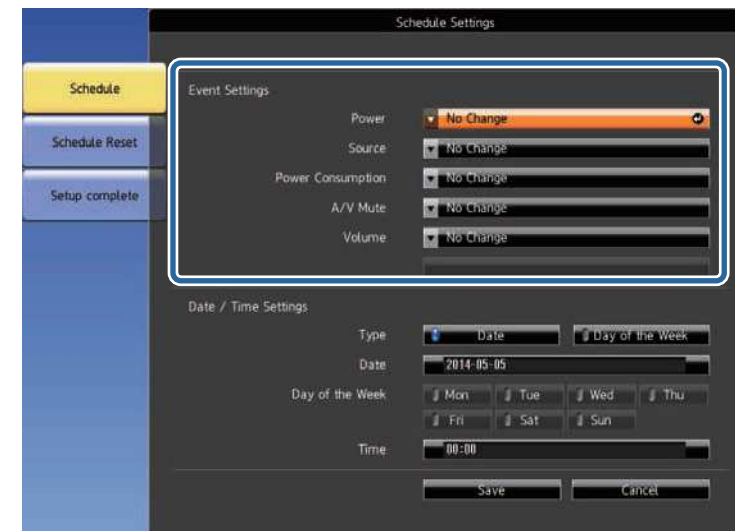 Schedule Settings
Schedule
Schedule Reset
Setup complete
Event Settings
Power No Change
Source No Change
Power Consumption No Change
A/V Mute No Change
Volume No Change
Date / Time Settings
Type Date Day of the Week
Date 2014-05-05
Day of the Week Mon Tue Wed Thu
Fri Sat Sun
Time 00:00
Save Cancel